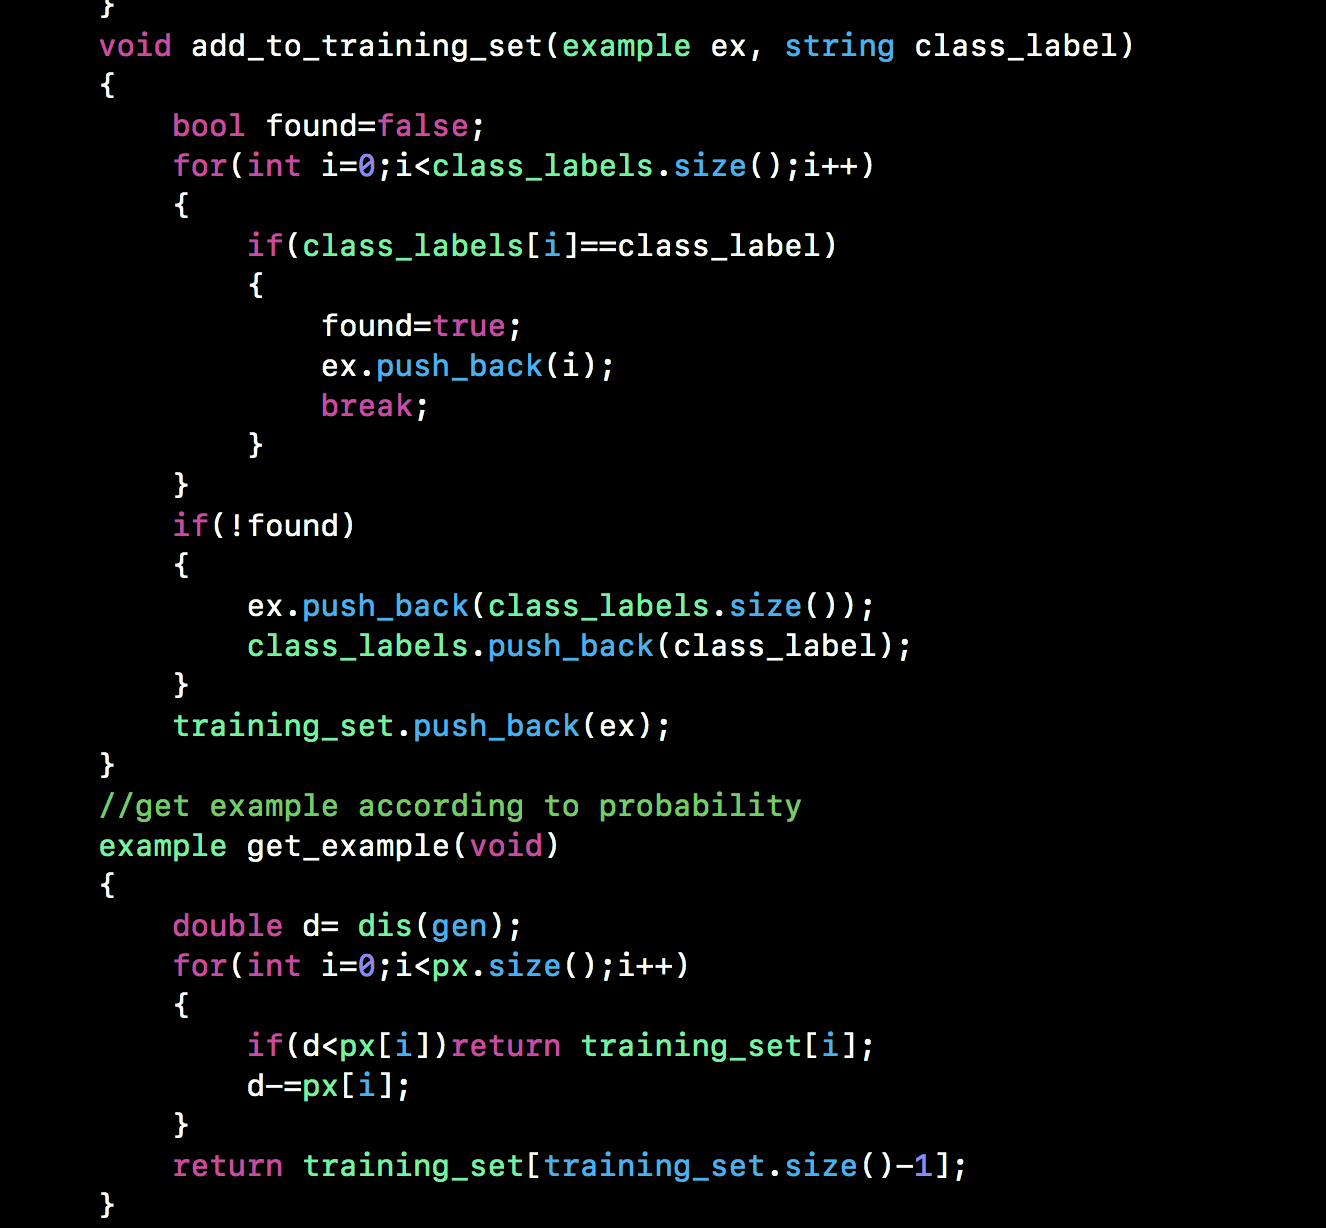 }
void add_to_training_set(example ex, string class_label)
{
    bool found=false;
    for(int i=0;i<class_labels.size();i++)
    {
        if(class_labels[i]==class_label)
        {
            found=true;
            ex.push_back(i);
            break;
        }
    }
    if(!found)
    {
        ex.push_back(class_labels.size());
        class_labels.push_back(class_label);
    }
    training_set.push_back(ex);
}
//get example according to probability
example get_example(void)
{
    double d= dis(gen);
    for(int i=0;i<px.size();i++)
    {
        if(d<px[i])return training_set[i];
        d-=px[i];
    }
    return training_set[training_set.size()-1];
}